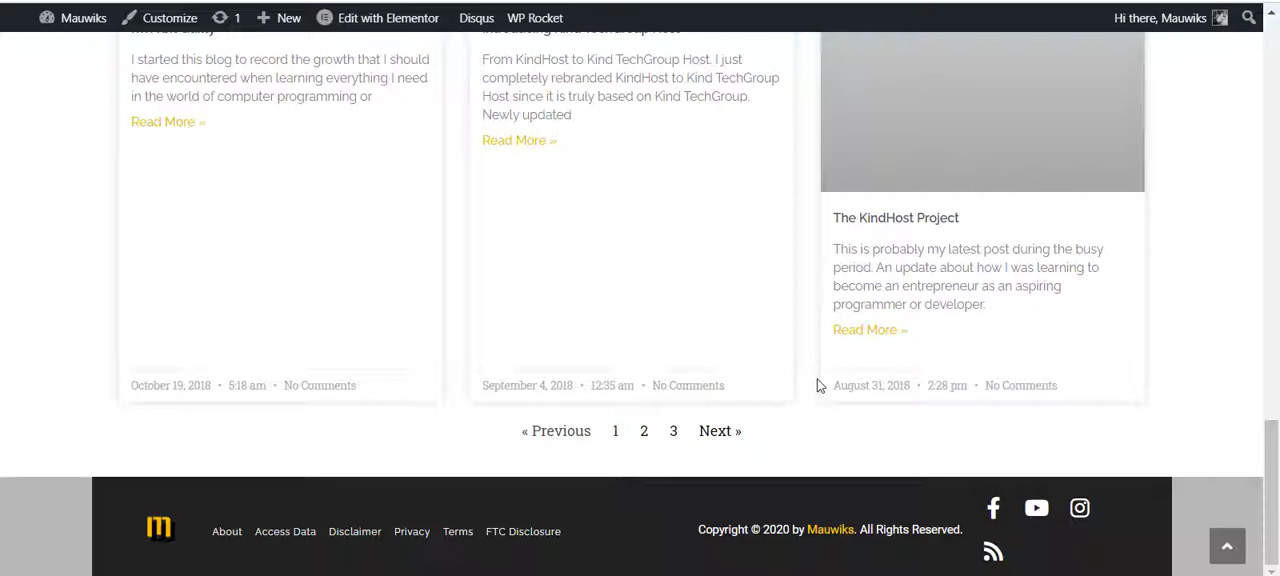 Mauwiks Customize 1 New Edit with Elementor Disqus WP Rocket Hi there, Mauwiks
I started this blog to record the growth that I should
have encountered when learning everything I need
in the world of computer programming or
Read More »
From KindHost to Kind TechGroup Host. I just
completely rebranded KindHost to Kind TechGroup
Host since it is truly based on Kind TechGroup.
Newly updated
Read More »
The KindHost Project
This is probably my latest post during the busy
period. An update about how I was learning to
become an entrepreneur as an aspiring
programmer or developer.
Read More »
October 19, 2018 • 5:18 am • No Comments
September 4, 2018 • 12:35 am • No Comments
August 31, 2018 • 2:28 pm • No Comments
« Previous 1 2 3 Next »
m About Access Data Disclaimer Privacy Terms FTC Disclosure
Copyright © 2020 by Mauwiks. All Rights Reserved.